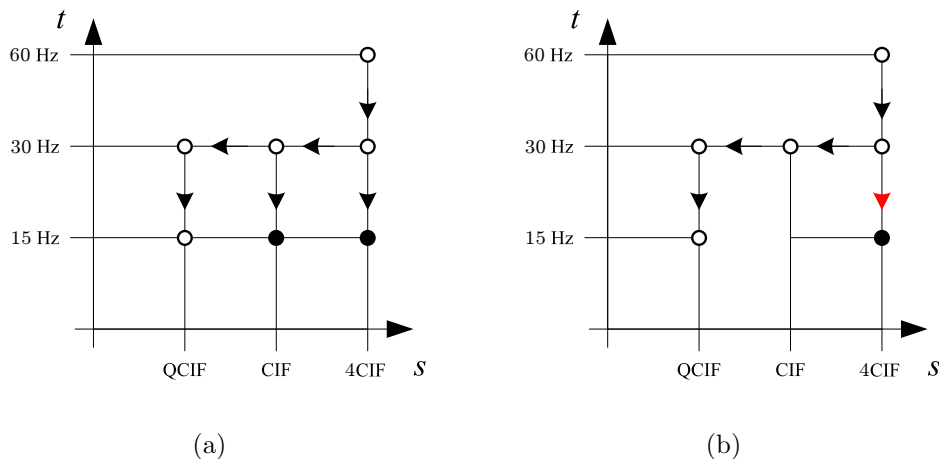 t
60 Hz
30 Hz
15 Hz
QCIF CIF 4CIF s
(a)
t
60 Hz
30 Hz
15 Hz
QCIF CIF 4CIF s
(b)